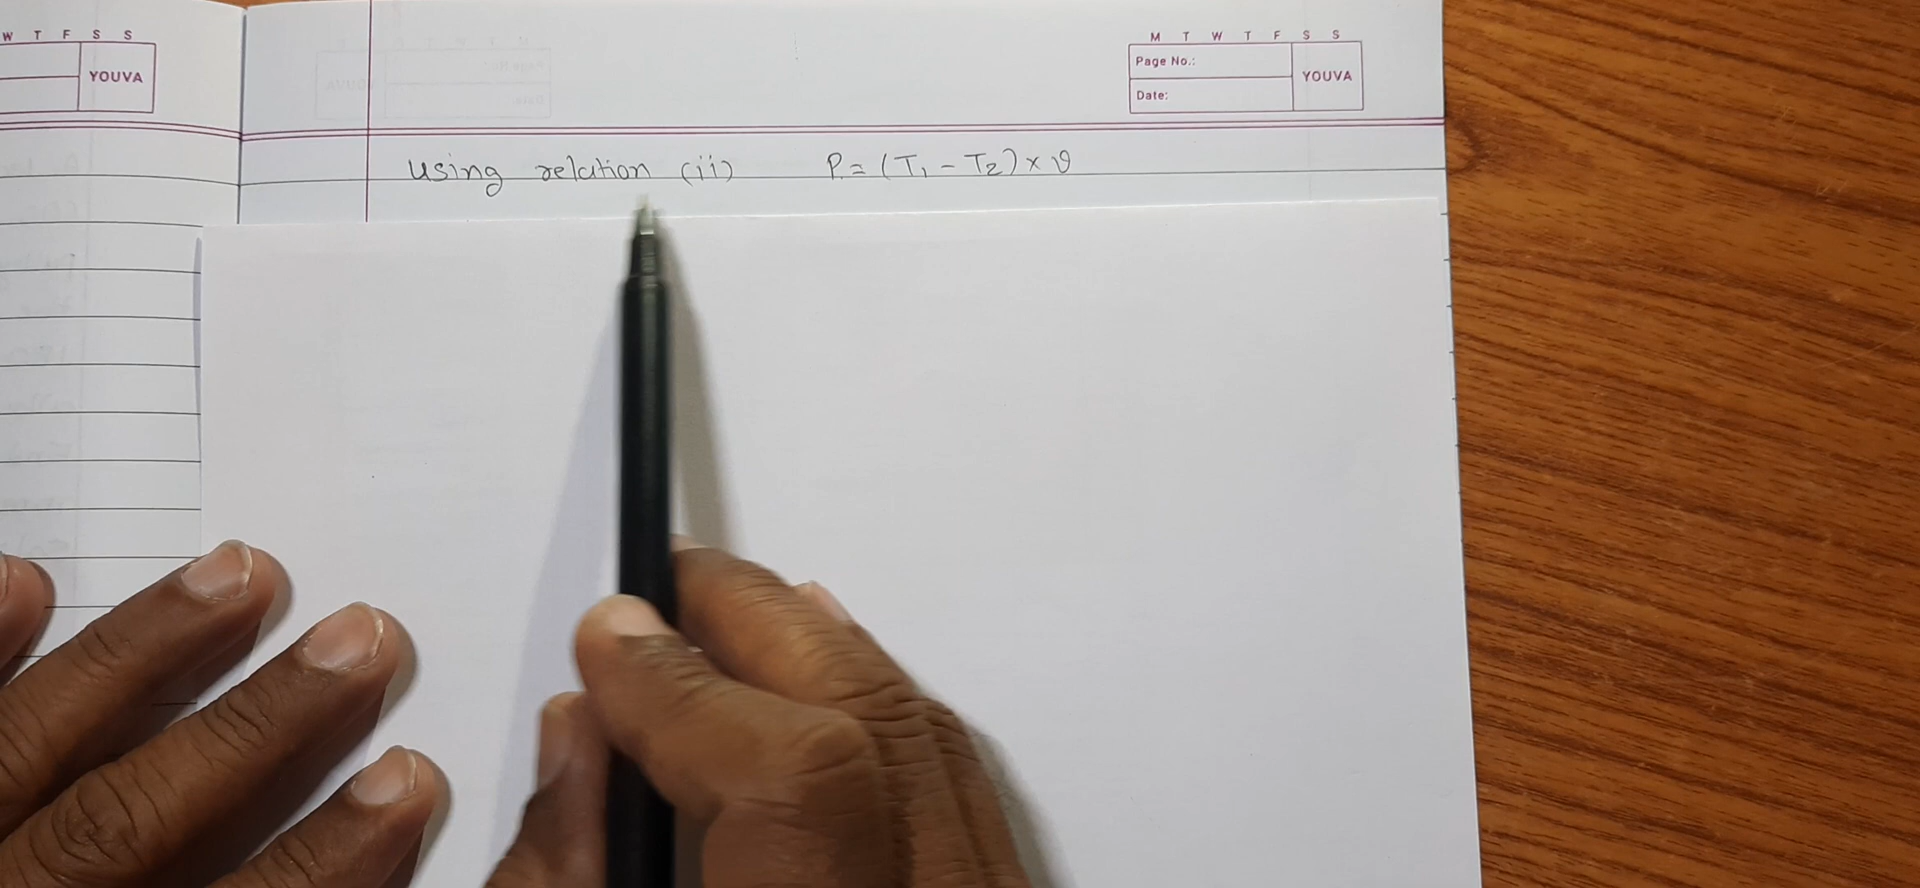 W T F S S
YOUVA
M T W T F S S
Page No.:
YOUVA
Date:
using relation (ii) P = (T₁ - T₂) × v